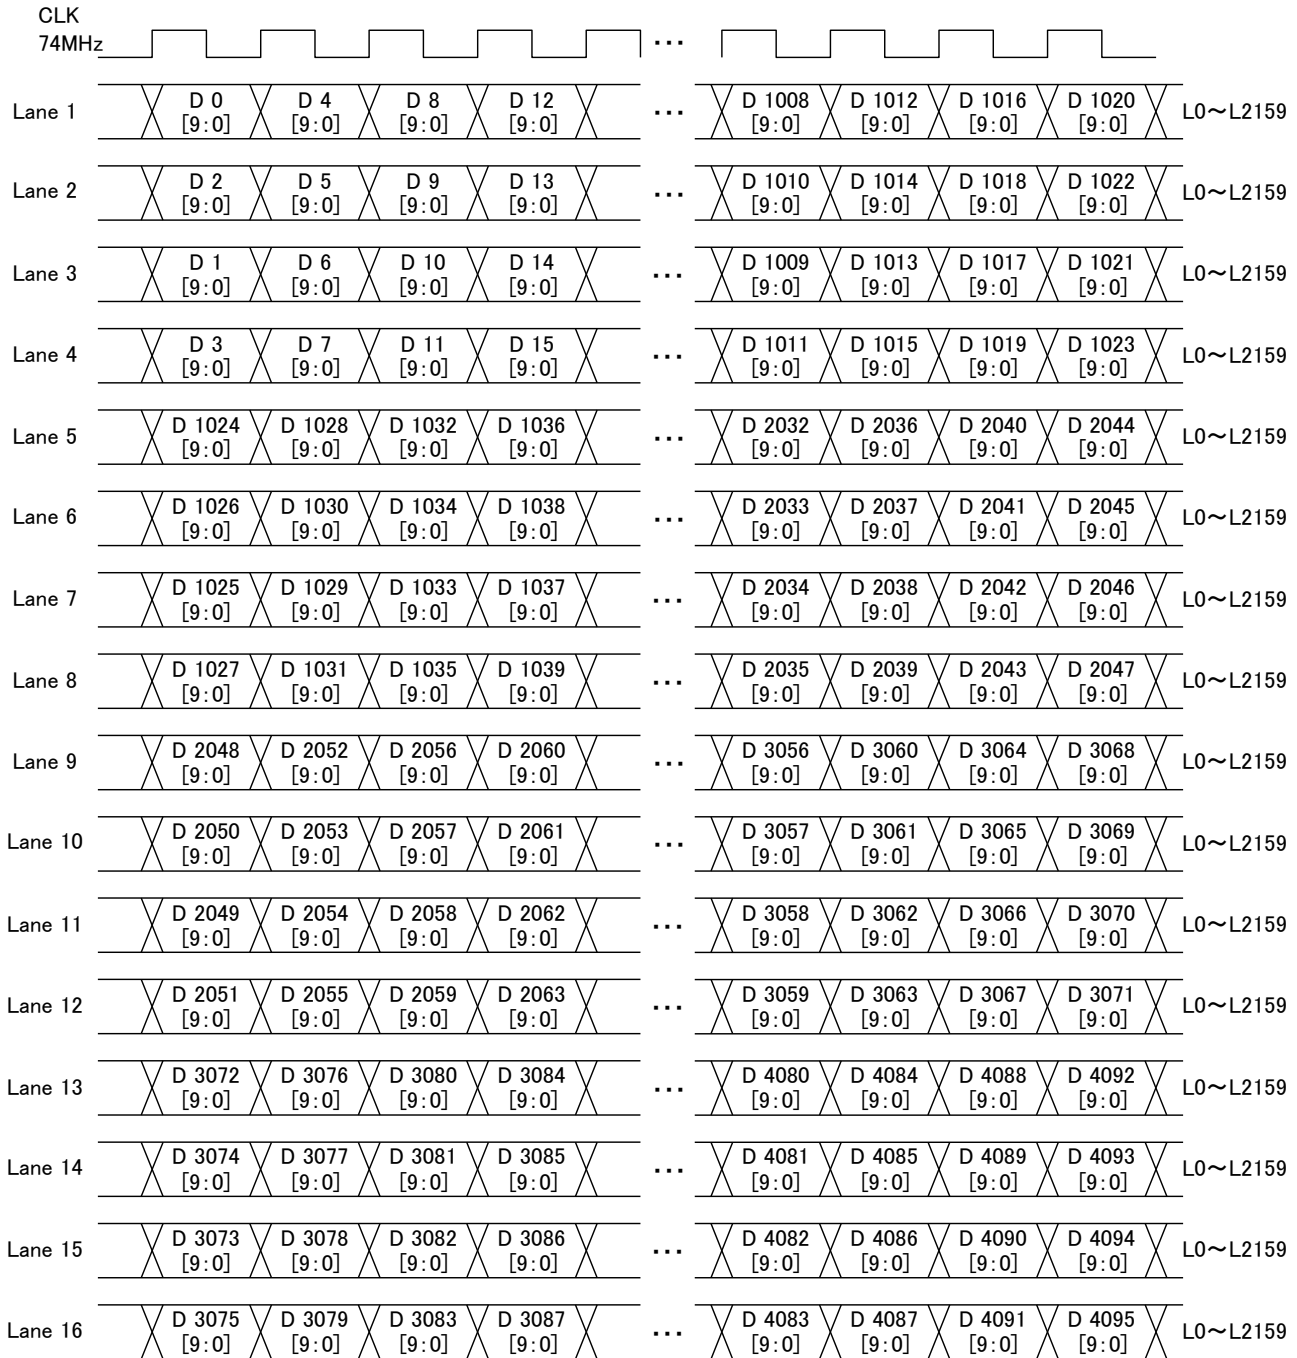 CLK
74MHz
...
Lane 1 D 0 D 4 D 8 D 12 ... D 1008 D 1012 D 1016 D 1020 L0～L2159
[9:0] [9:0] [9:0] [9:0] [9:0] [9:0] [9:0] [9:0]
Lane 2 D 2 D 5 D 9 D 13 ... D 1010 D 1014 D 1018 D 1022 L0～L2159
[9:0] [9:0] [9:0] [9:0] [9:0] [9:0] [9:0] [9:0]
Lane 3 D 1 D 6 D 10 D 14 ... D 1009 D 1013 D 1017 D 1021 L0～L2159
[9:0] [9:0] [9:0] [9:0] [9:0] [9:0] [9:0] [9:0]
Lane 4 D 3 D 7 D 11 D 15 ... D 1011 D 1015 D 1019 D 1023 L0～L2159
[9:0] [9:0] [9:0] [9:0] [9:0] [9:0] [9:0] [9:0]
Lane 5 D 1024 D 1028 D 1032 D 1036 ... D 2032 D 2036 D 2040 D 2044 L0～L2159
[9:0] [9:0] [9:0] [9:0] [9:0] [9:0] [9:0] [9:0]
Lane 6 D 1026 D 1030 D 1034 D 1038 ... D 2033 D 2037 D 2041 D 2045 L0～L2159
[9:0] [9:0] [9:0] [9:0] [9:0] [9:0] [9:0] [9:0]
Lane 7 D 1025 D 1029 D 1033 D 1037 ... D 2034 D 2038 D 2042 D 2046 L0～L2159
[9:0] [9:0] [9:0] [9:0] [9:0] [9:0] [9:0] [9:0]
Lane 8 D 1027 D 1031 D 1035 D 1039 ... D 2035 D 2039 D 2043 D 2047 L0～L2159
[9:0] [9:0] [9:0] [9:0] [9:0] [9:0] [9:0] [9:0]
Lane 9 D 2048 D 2052 D 2056 D 2060 ... D 3056 D 3060 D 3064 D 3068 L0～L2159
[9:0] [9:0] [9:0] [9:0] [9:0] [9:0] [9:0] [9:0]
Lane 10 D 2050 D 2053 D 2057 D 2061 ... D 3057 D 3061 D 3065 D 3069 L0～L2159
[9:0] [9:0] [9:0] [9:0] [9:0] [9:0] [9:0] [9:0]
Lane 11 D 2049 D 2054 D 2058 D 2062 ... D 3058 D 3062 D 3066 D 3070 L0～L2159
[9:0] [9:0] [9:0] [9:0] [9:0] [9:0] [9:0] [9:0]
Lane 12 D 2051 D 2055 D 2059 D 2063 ... D 3059 D 3063 D 3067 D 3071 L0～L2159
[9:0] [9:0] [9:0] [9:0] [9:0] [9:0] [9:0] [9:0]
Lane 13 D 3072 D 3076 D 3080 D 3084 ... D 4080 D 4084 D 4088 D 4092 L0～L2159
[9:0] [9:0] [9:0] [9:0] [9:0] [9:0] [9:0] [9:0]
Lane 14 D 3074 D 3077 D 3081 D 3085 ... D 4081 D 4085 D 4089 D 4093 L0～L2159
[9:0] [9:0] [9:0] [9:0] [9:0] [9:0] [9:0] [9:0]
Lane 15 D 3073 D 3078 D 3082 D 3086 ... D 4082 D 4086 D 4090 D 4094 L0～L2159
[9:0] [9:0] [9:0] [9:0] [9:0] [9:0] [9:0] [9:0]
Lane 16 D 3075 D 3079 D 3083 D 3087 ... D 4083 D 4087 D 4091 D 4095 L0～L2159
[9:0] [9:0] [9:0] [9:0] [9:0] [9:0] [9:0] [9:0]